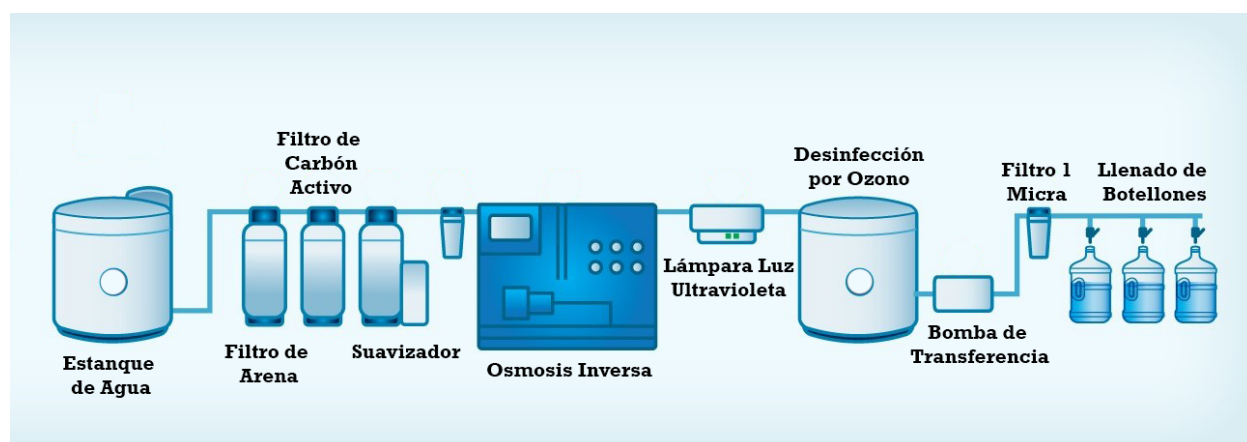 Estanque
de Agua
Filtro de
Arena
Filtro de
Carbón
Activo
Suavizador
Osmosis Inversa
Lámpara Luz
Ultravioleta
Desinfección
por Ozono
Bomba de
Transferencia
Filtro 1
Micra
Llenado de
Botellones